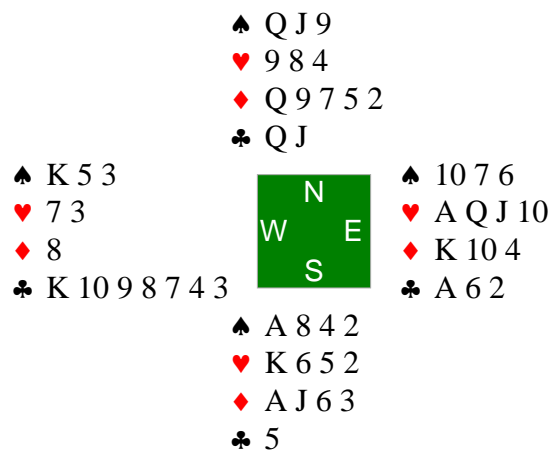 ♠ Q J 9
♥ 9 8 4
♦ Q 9 7 5 2
♣ Q J
♠ K 5 3
♥ 7 3
♦ 8
♣ K 10 9 8 7 4 3
N
W E
S
♠ 10 7 6
♥ A Q J 10
♦ K 10 4
♣ A 6 2
♠ A 8 4 2
♥ K 6 5 2
♦ A J 6 3
♣ 5